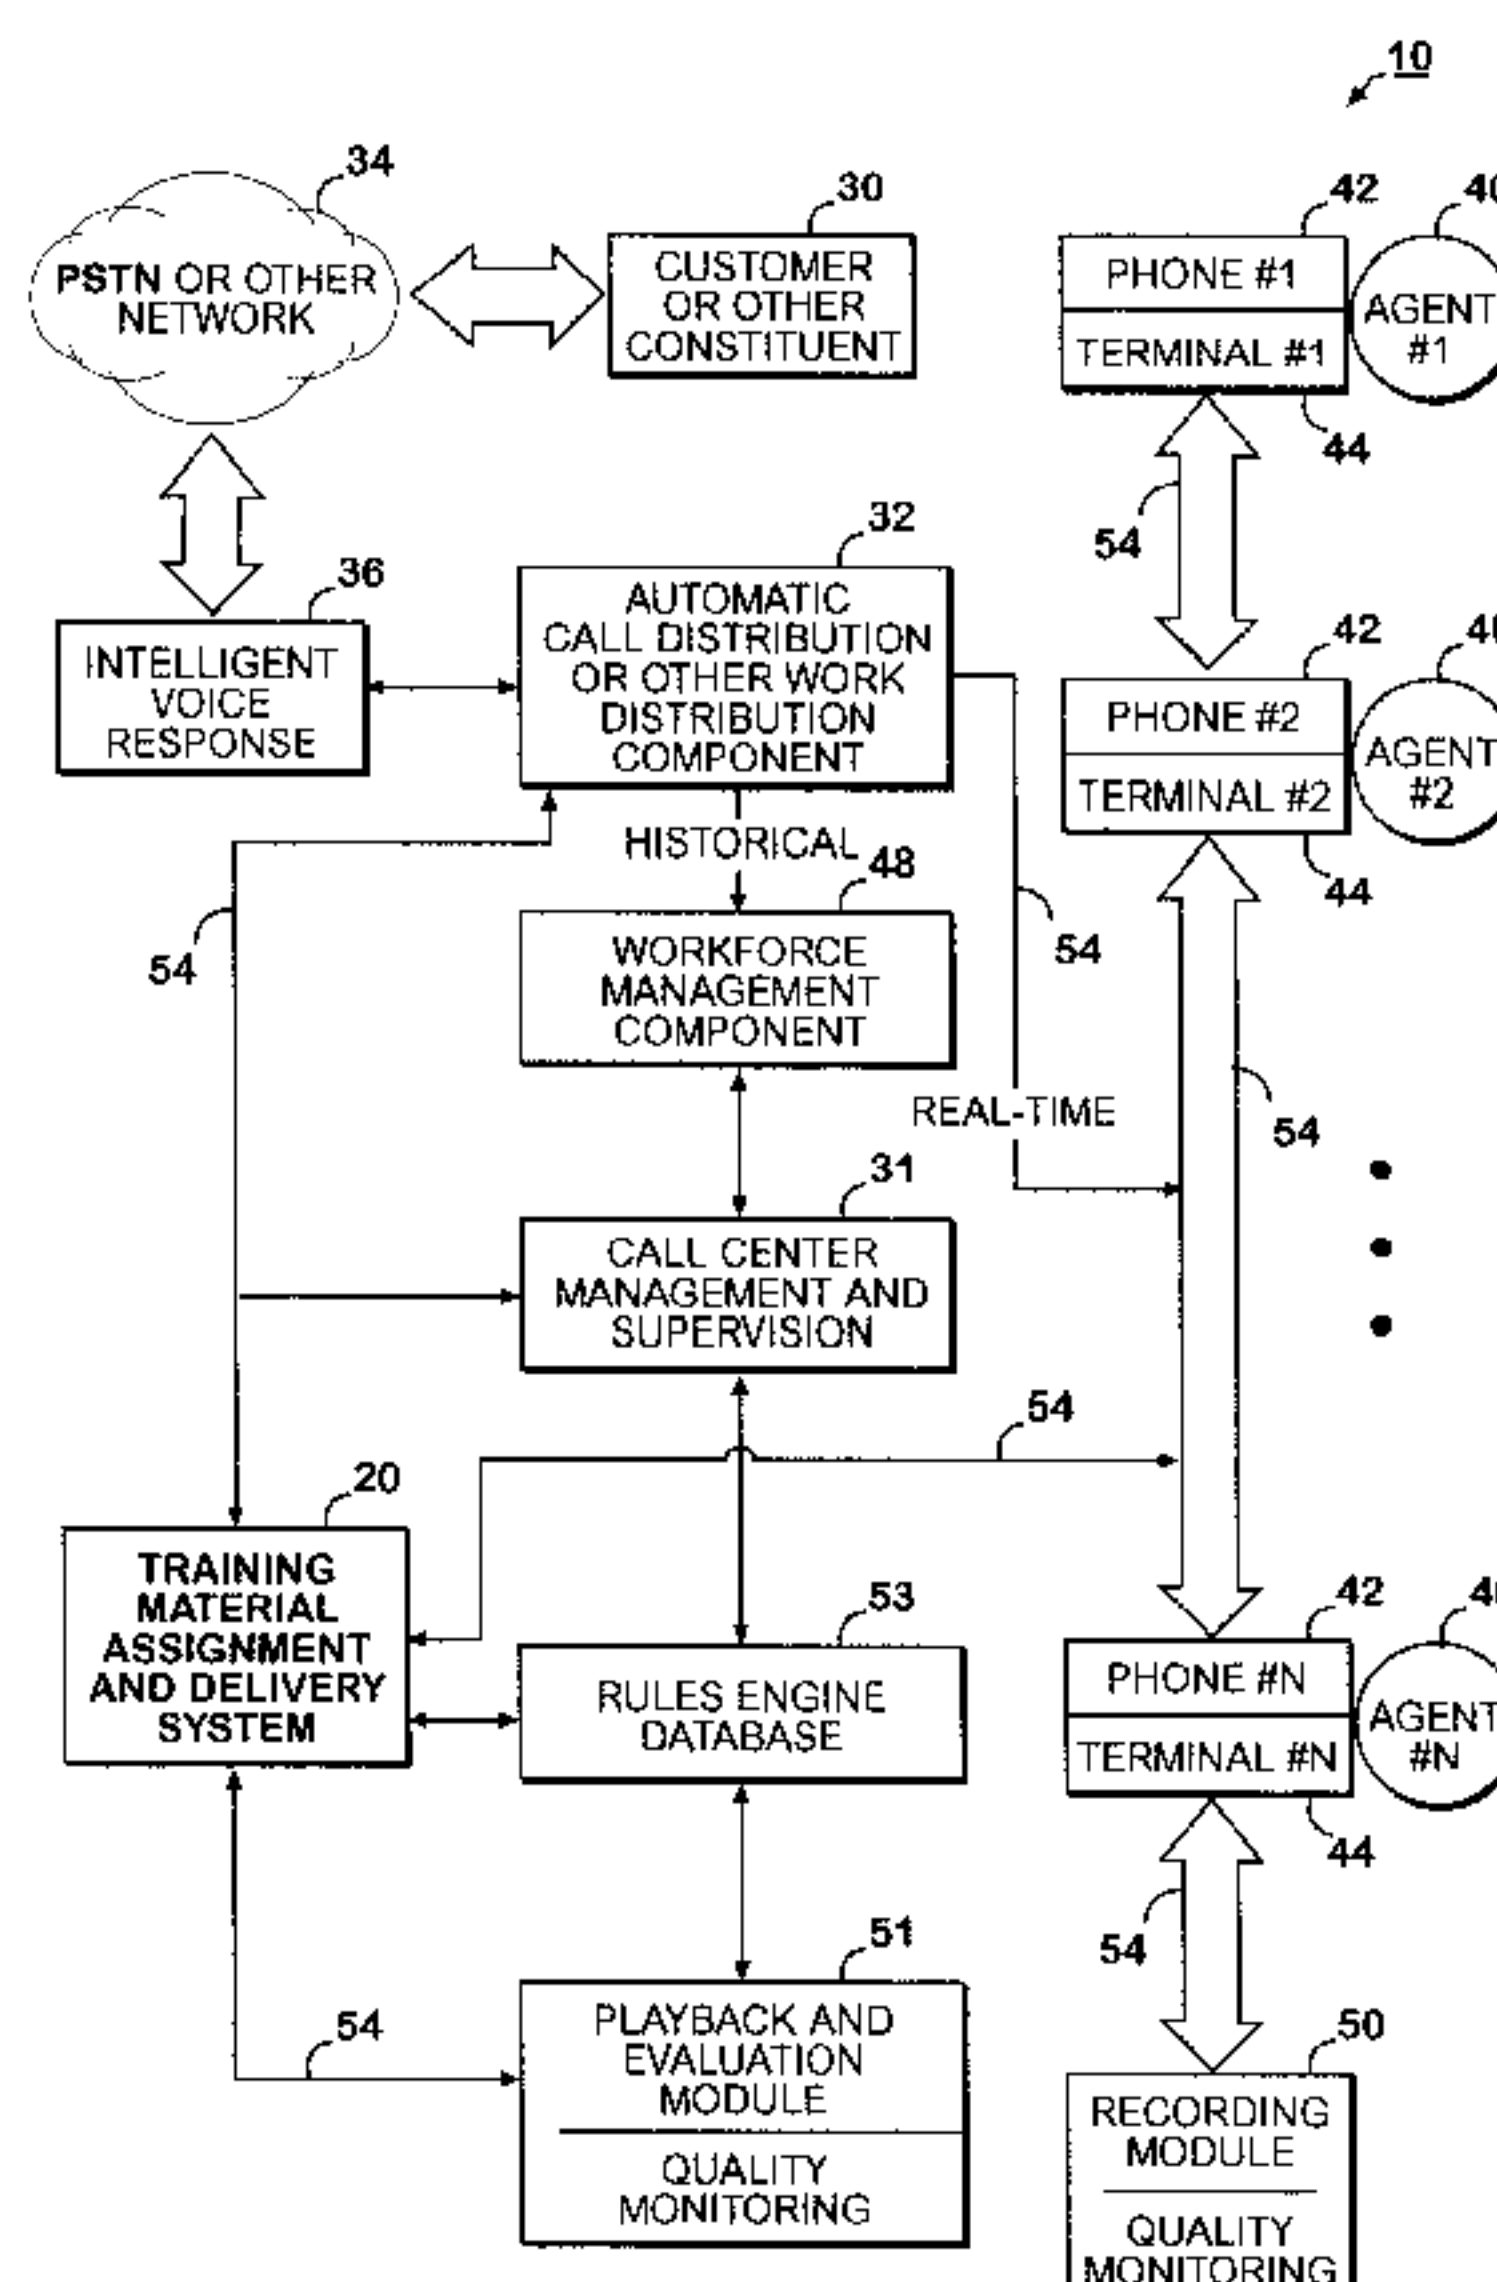 10
34
PSTN OR OTHER
NETWORK
30
CUSTOMER
OR OTHER
CONSTITUENT
42
40
PHONE #1
TERMINAL #1
AGENT
#1
44
54
36
INTELLIGENT
VOICE
RESPONSE
32
AUTOMATIC
CALL DISTRIBUTION
OR OTHER WORK
DISTRIBUTION
COMPONENT
42
PHONE #2
TERMINAL #2
AGENT
#2
44
HISTORICAL
48
54
54
WORKFORCE
MANAGEMENT
COMPONENT
REAL-TIME
54
31
CALL CENTER
MANAGEMENT AND
SUPERVISION
54
20
TRAINING
MATERIAL
ASSIGNMENT
AND DELIVERY
SYSTEM
53
RULES ENGINE
DATABASE
42
PHONE #N
TERMINAL #N
AGENT
#N
44
54
51
PLAYBACK AND
EVALUATION
MODULE
QUALITY
MONITORING
54
50
RECORDING
MODULE
QUALITY
MONITORING